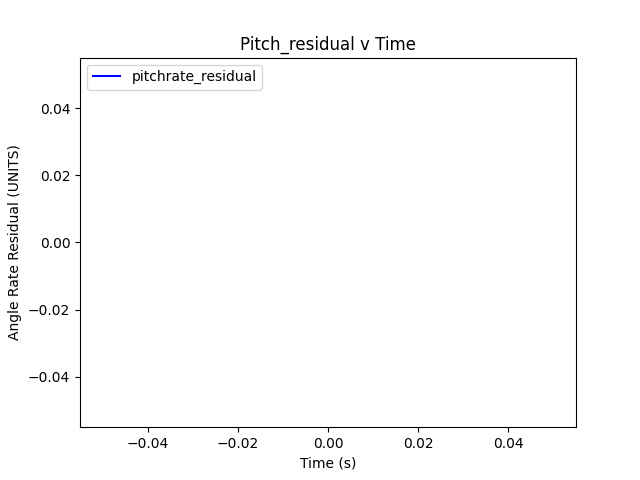 Pitch_residual v Time
pitchrate_residual
Angle Rate Residual (UNITS)
0.04
0.02
0.00
−0.02
−0.04
−0.04
−0.02
0.00
0.02
0.04
Time (s)